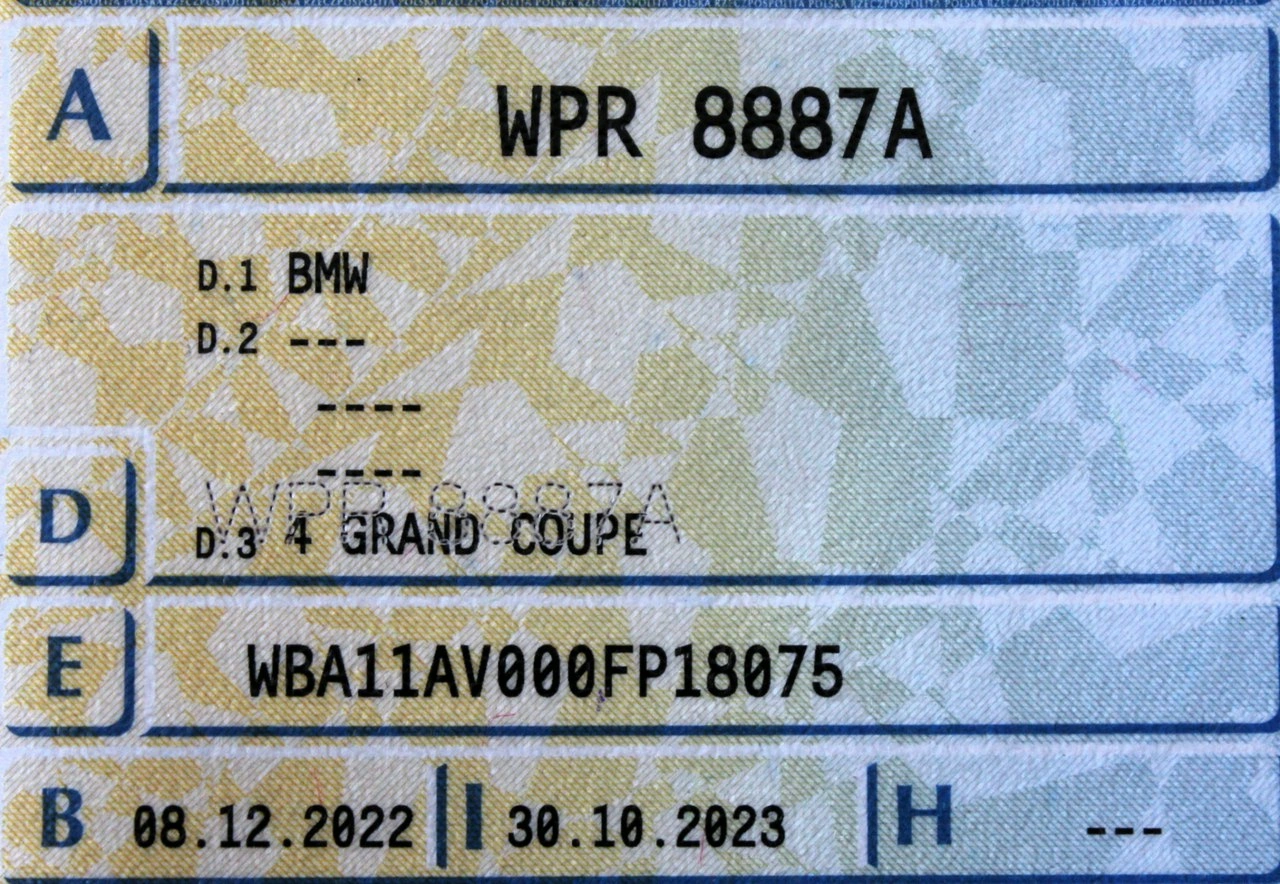 A WPR 8887A
D.1 BMW
D.2 ---
----
----
WPR 8887A
D D.3 4 GRAND COUPE
E WBA11AV000FP18075
B 08.12.2022 I 30.10.2023 H ---